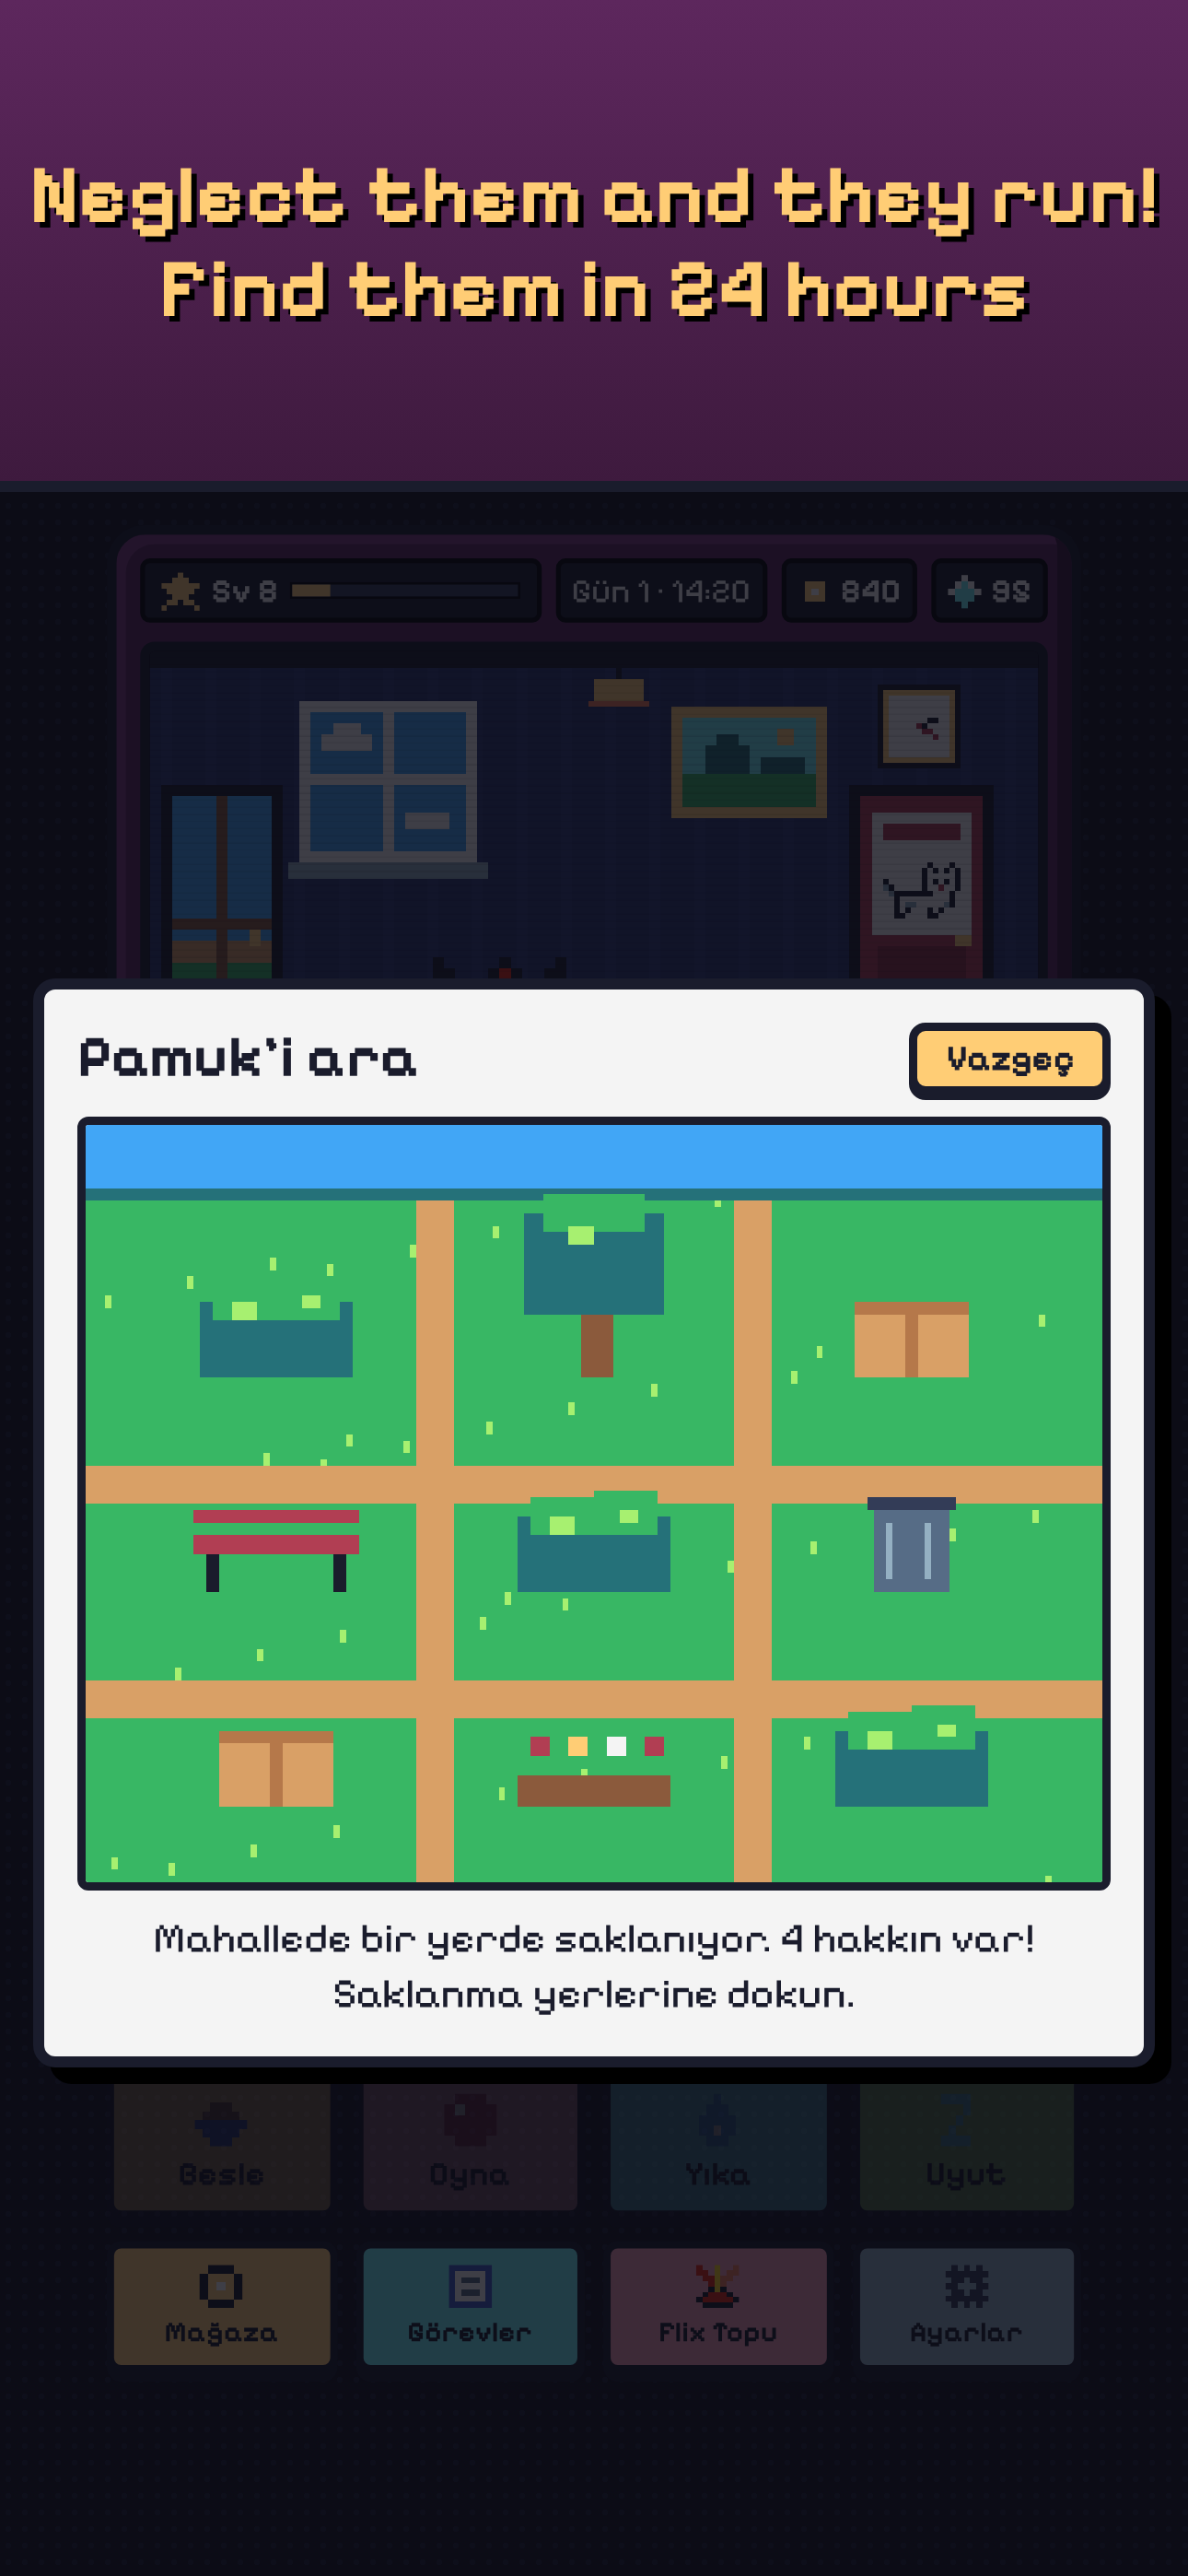 Neglect them and they run!
Find them in 24 hours
Sv 8
Gün 1 · 14:20
840
98
Pamuk'i ara
Vazgeç
Mahallede bir yerde saklanıyor. 4 hakkın var!
Saklanma yerlerine dokun.
Besle
Oyna
Yıka
Uyut
Mağaza
Görevler
Flix Topu
Ayarlar